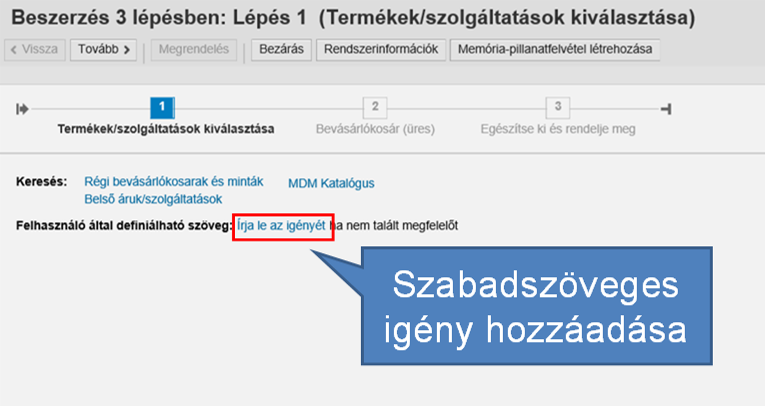 Beszerzés 3 lépésben: Lépés 1 (Termékek/szolgáltatások kiválasztása)
Vissza Tovább Megrendelés Bezárás Rendszerinformációk Memória-pillanatfelvétel létrehozása
1 2 3
Termékek/szolgáltatások kiválasztása Bevásárlókosár (üres) Egészítse ki és rendelje meg
Keresés: Régi bevásárlókosarak és minták MDM Katalógus
Belső áruk/szolgáltatások
Felhasználó által definiálható szöveg: Írja le az igényét ha nem talált megfelelőt
Szabadszöveges
igény hozzáadása